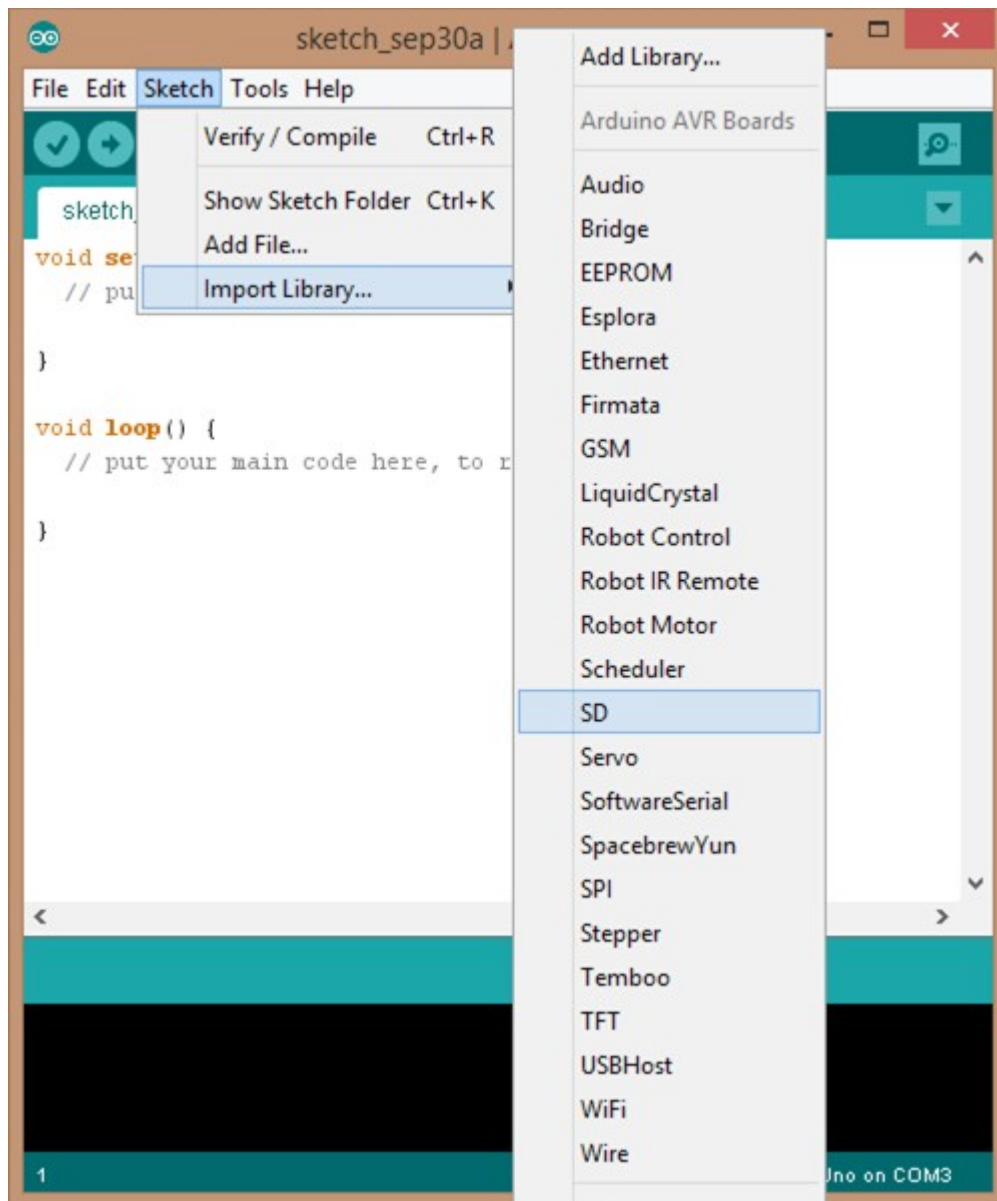 sketch_sep30a |
File Edit Sketch Tools Help
Verify / Compile Ctrl+R
Show Sketch Folder Ctrl+K
Add File...
Import Library...
Add Library...
Arduino AVR Boards
Audio
Bridge
EEPROM
Esplora
Ethernet
Firmata
GSM
LiquidCrystal
Robot Control
Robot IR Remote
Robot Motor
Scheduler
SD
Servo
SoftwareSerial
SpacebrewYun
SPI
Stepper
Temboo
TFT
USBHost
WiFi
Wire
sketch_
void se
// pu
}
void loop() {
// put your main code here, to r
}
1
Uno on COM3